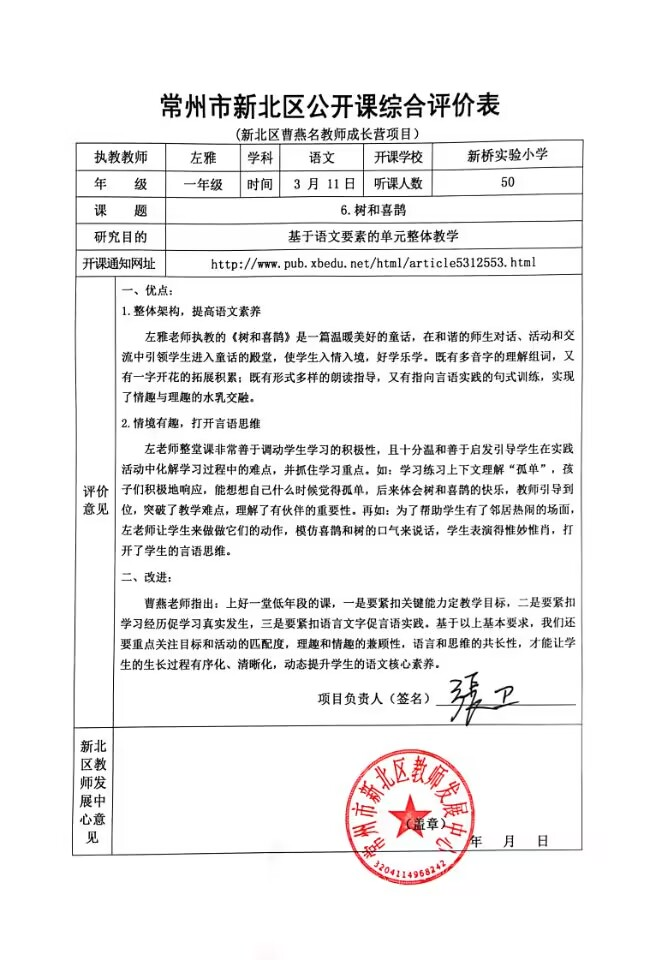 常州市新北区公开课综合评价表
(新北区曹燕名教师成长营项目)
执教教师 左雅 学科 语文 开课学校 新桥实验小学
年 级 一年级 时间 3 月 11日 听课人数 50
课 题 6.树和喜鹊
研究目的 基于语文要素的单元整体教学
开课通知网址 http://www.pub.xbedu.net/html/article5312553.html
评价意见
一、优点：
1.整体架构，提高语文素养
左雅老师执教的《树和喜鹊》是一篇温暖美好的童话，在和谐的师生对话、活动和交
流中引领学生进入童话的殿堂，使学生入情入境，好学乐学。既有多音字的理解组词，又
有一字开花的拓展积累；既有形式多样的朗读指导，又有指向言语实践的句式训练，实现
了情趣与理趣的水乳交融。
2.情境有趣，打开言语思维
左老师整堂课非常善于调动学生学习的积极性，且十分温和善于启发引导学生在实践
活动中化解学习过程中的难点，并抓住学习重点。如：学习练习上下文理解“孤单”，孩
子们积极地响应，能想想自己什么时候觉得孤单，后来体会树和喜鹊的快乐，教师引导到
位，突破了教学难点，理解了有伙伴的重要性。再如：为了帮助学生有了邻居热闹的场面，
左老师让学生来做做它们的动作，模仿喜鹊和树的口气来说话，学生表演得惟妙惟肖，打
开了学生的言语思维。
二、改进：
曹燕老师指出：上好一堂低年段的课，一是要紧扣关键能力定教学目标，二是要紧扣
学习经历促学习真实发生，三是要紧扣语言文字促言语实践。基于以上基本要求，我们还
要重点关注目标和活动的匹配度，理趣和情趣的兼顾性，语言和思维的共长性，才能让学
生的生长过程有序化、清晰化，动态提升学生的语文核心素养。
项目负责人（签名）張卫
新北区教师发展中心意见
常州市新北区教师发展中心
（盖章）
年 月 日
3204114968242